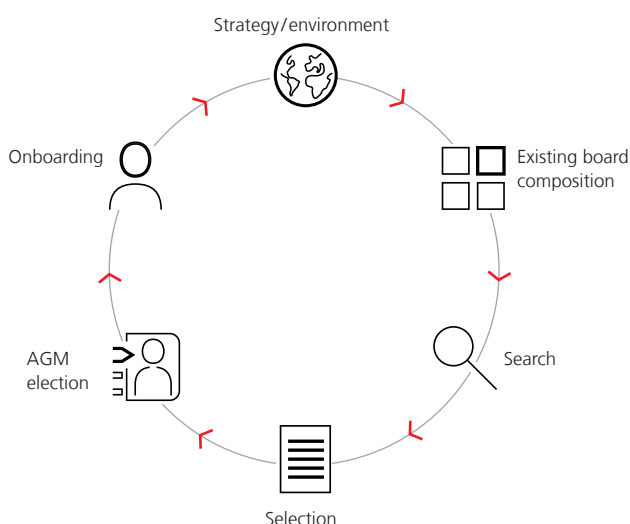 Strategy/environment
Onboarding
Existing board
composition
AGM
election
Search
Selection